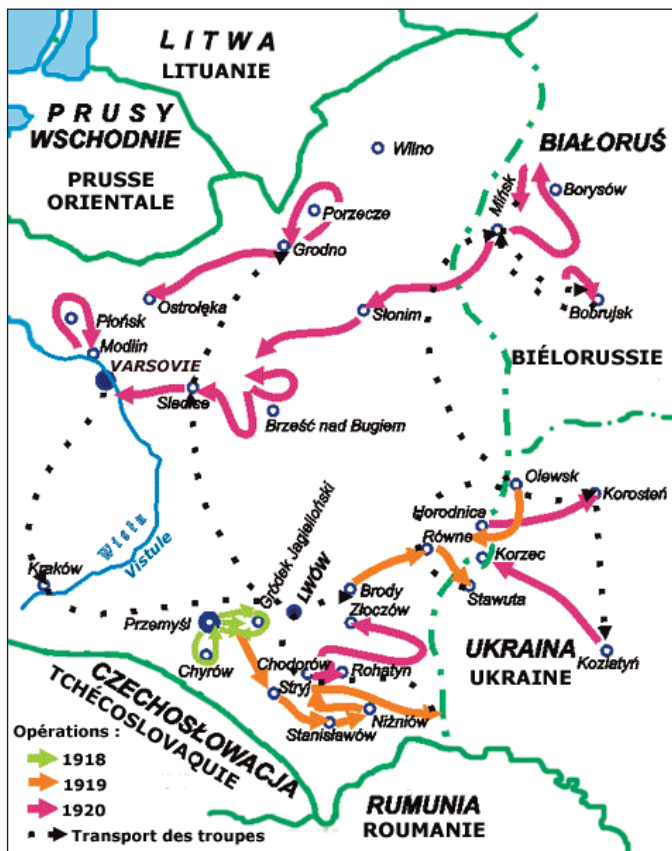 LITWA
LITUANIE
PRUSY
WSCHODNIE
PRUSSE
ORIENTALE
Wilno
BIAŁORUŚ
Mińsk
Borysów
Porzecze
Grodno
Ostrołęka
Słonim
Bobrujsk
Płońsk
Modlin
VARSOVIE
BIÉLORUSSIE
Siedlce
Brześć nad Bugiem
Olewsk
Korosteń
Horodnica
Równe
Korzec
Wisła
Vistule
Gródek Jagielloński
LWÓW
Kraków
Brody
Sławuta
Złoczów
Przemyśl
UKRAINA
UKRAINE
Koziatyń
Chyrów
Chodorów
Rohatyn
Stryj
Niżniów
Stanisławów
CZECHOSŁOWACJA
TCHÉCOSLOVAQUIE
Opérations :
1918
1919
1920
Transport des troupes
RUMUNIA
ROUMANIE